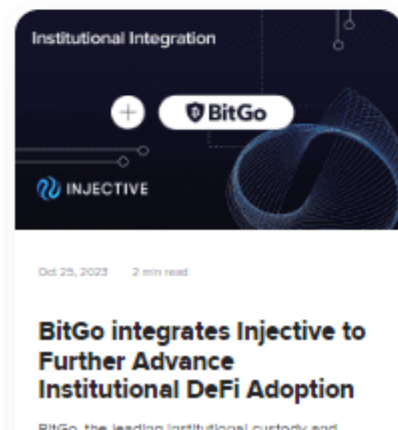 Institutional Integration
+ BitGo
INJECTIVE
Oct 25, 2023 2 min read
BitGo integrates Injective to
Further Advance
Institutional DeFi Adoption
BitGo, the leading institutional custody and